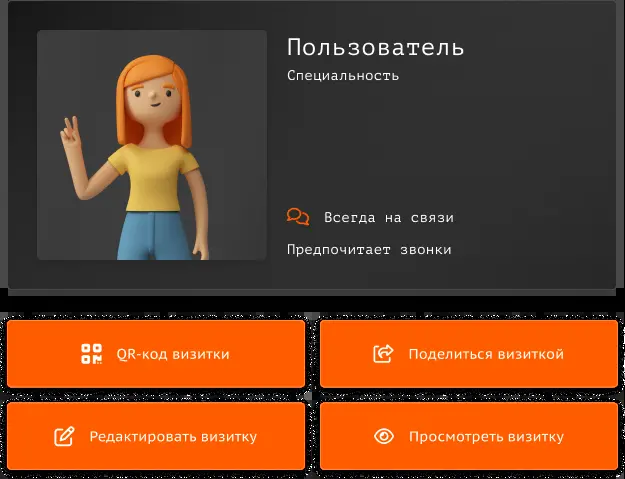 Пользователь
Специальность
Всегда на связи
Предпочитает звонки
QR-код визитки
Поделиться визиткой
Редактировать визитку
Просмотреть визитку